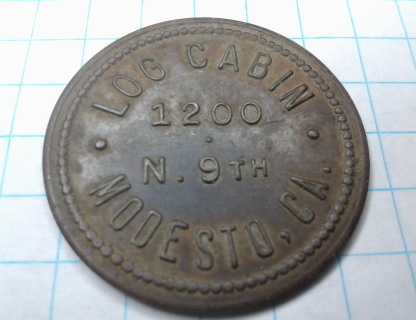 LOG CABIN
1200
N. 9TH
MODESTO, CA.